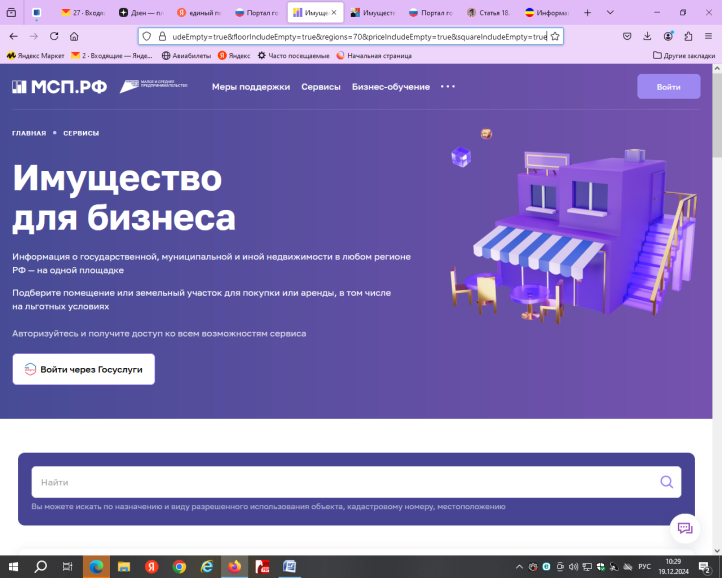 27 - Входящ
Дзен — пл
единый по
Портал го
Имуще
Имуществ
Портал го
Статья 18.
Информа
udeEmpty=true&floorIncludeEmpty=true&regions=70&priceIncludeEmpty=true&squareIncludeEmpty=true
Яндекс Маркет
2 · Входящие — Янде...
Авиабилеты
Яндекс
Часто посещаемые
Начальная страница
Другие закладки
МСП.РФ
МАЛОЕ И СРЕДНЕЕ
ПРЕДПРИНИМАТЕЛЬСТВО
Меры поддержки
Сервисы
Бизнес-обучение
Войти
ГЛАВНАЯ
СЕРВИСЫ
Имущество
для бизнеса
Информация о государственной, муниципальной и иной недвижимости в любом регионе
РФ — на одной площадке
Подберите помещение или земельный участок для покупки или аренды, в том числе
на льготных условиях
Авторизуйтесь и получите доступ ко всем возможностям сервиса
Войти через Госуслуги
Найти
Вы можете искать по назначению и виду разрешенного использования объекта, кадастровому номеру, местоположению
РУС
10:29
19.12.2024